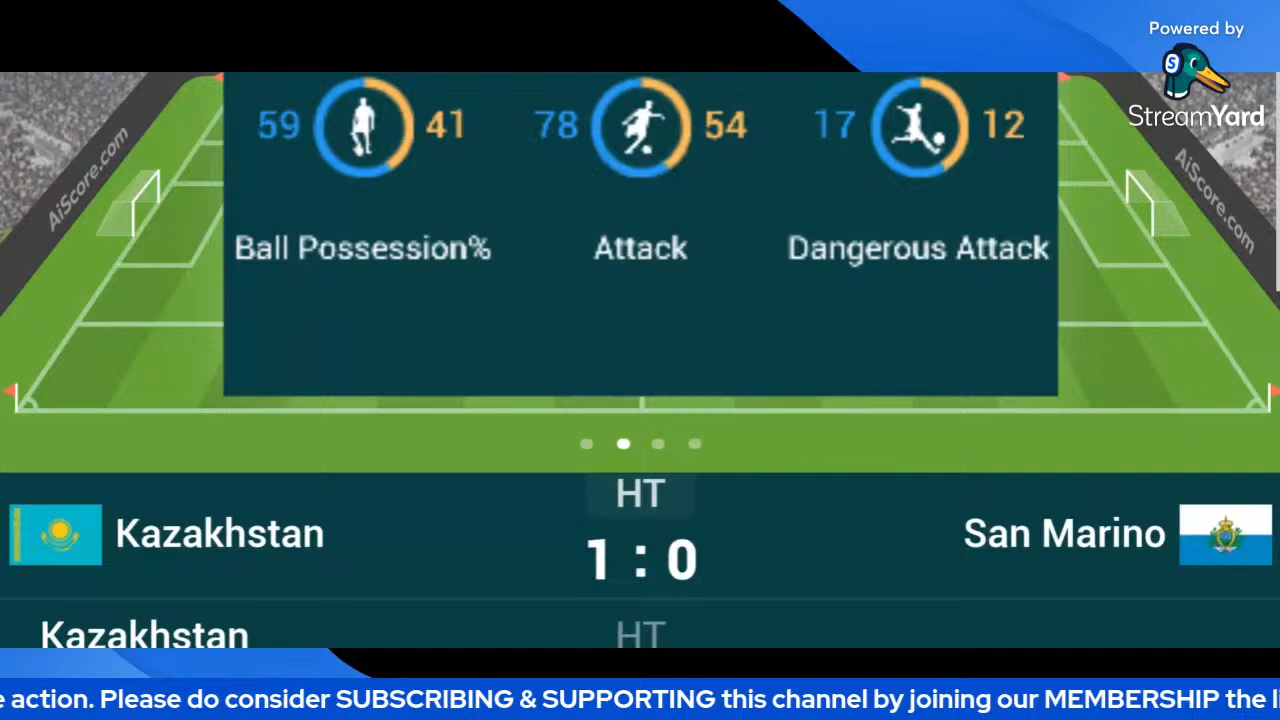 Powered by
S
StreamYard
AiScore.com
AiScore.com
59 41 78 54 17 12
Ball Possession% Attack Dangerous Attack
HT
Kazakhstan 1 : 0 San Marino
Kazakhstan HT
action. Please do consider SUBSCRIBING & SUPPORTING this channel by joining our MEMBERSHIP the